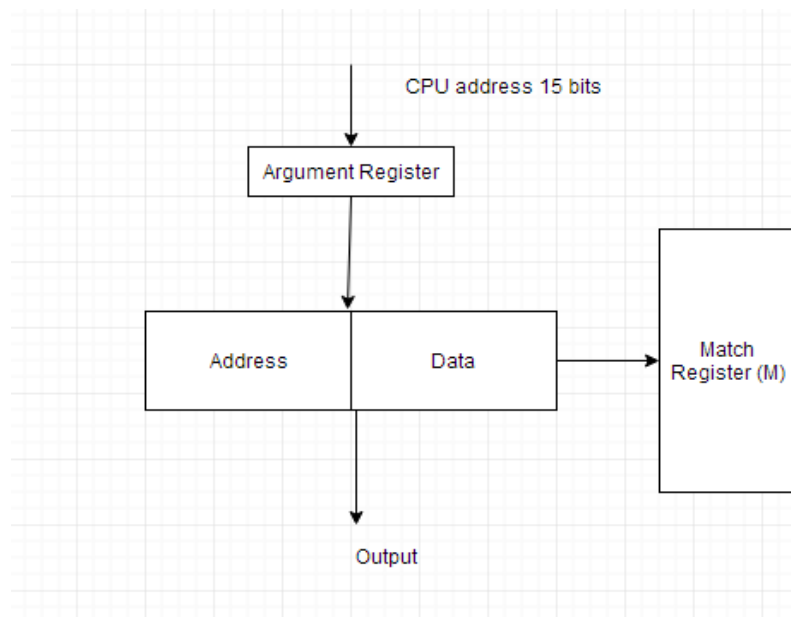 CPU address 15 bits
Argument Register
Address
Data
Match
Register (M)
Output